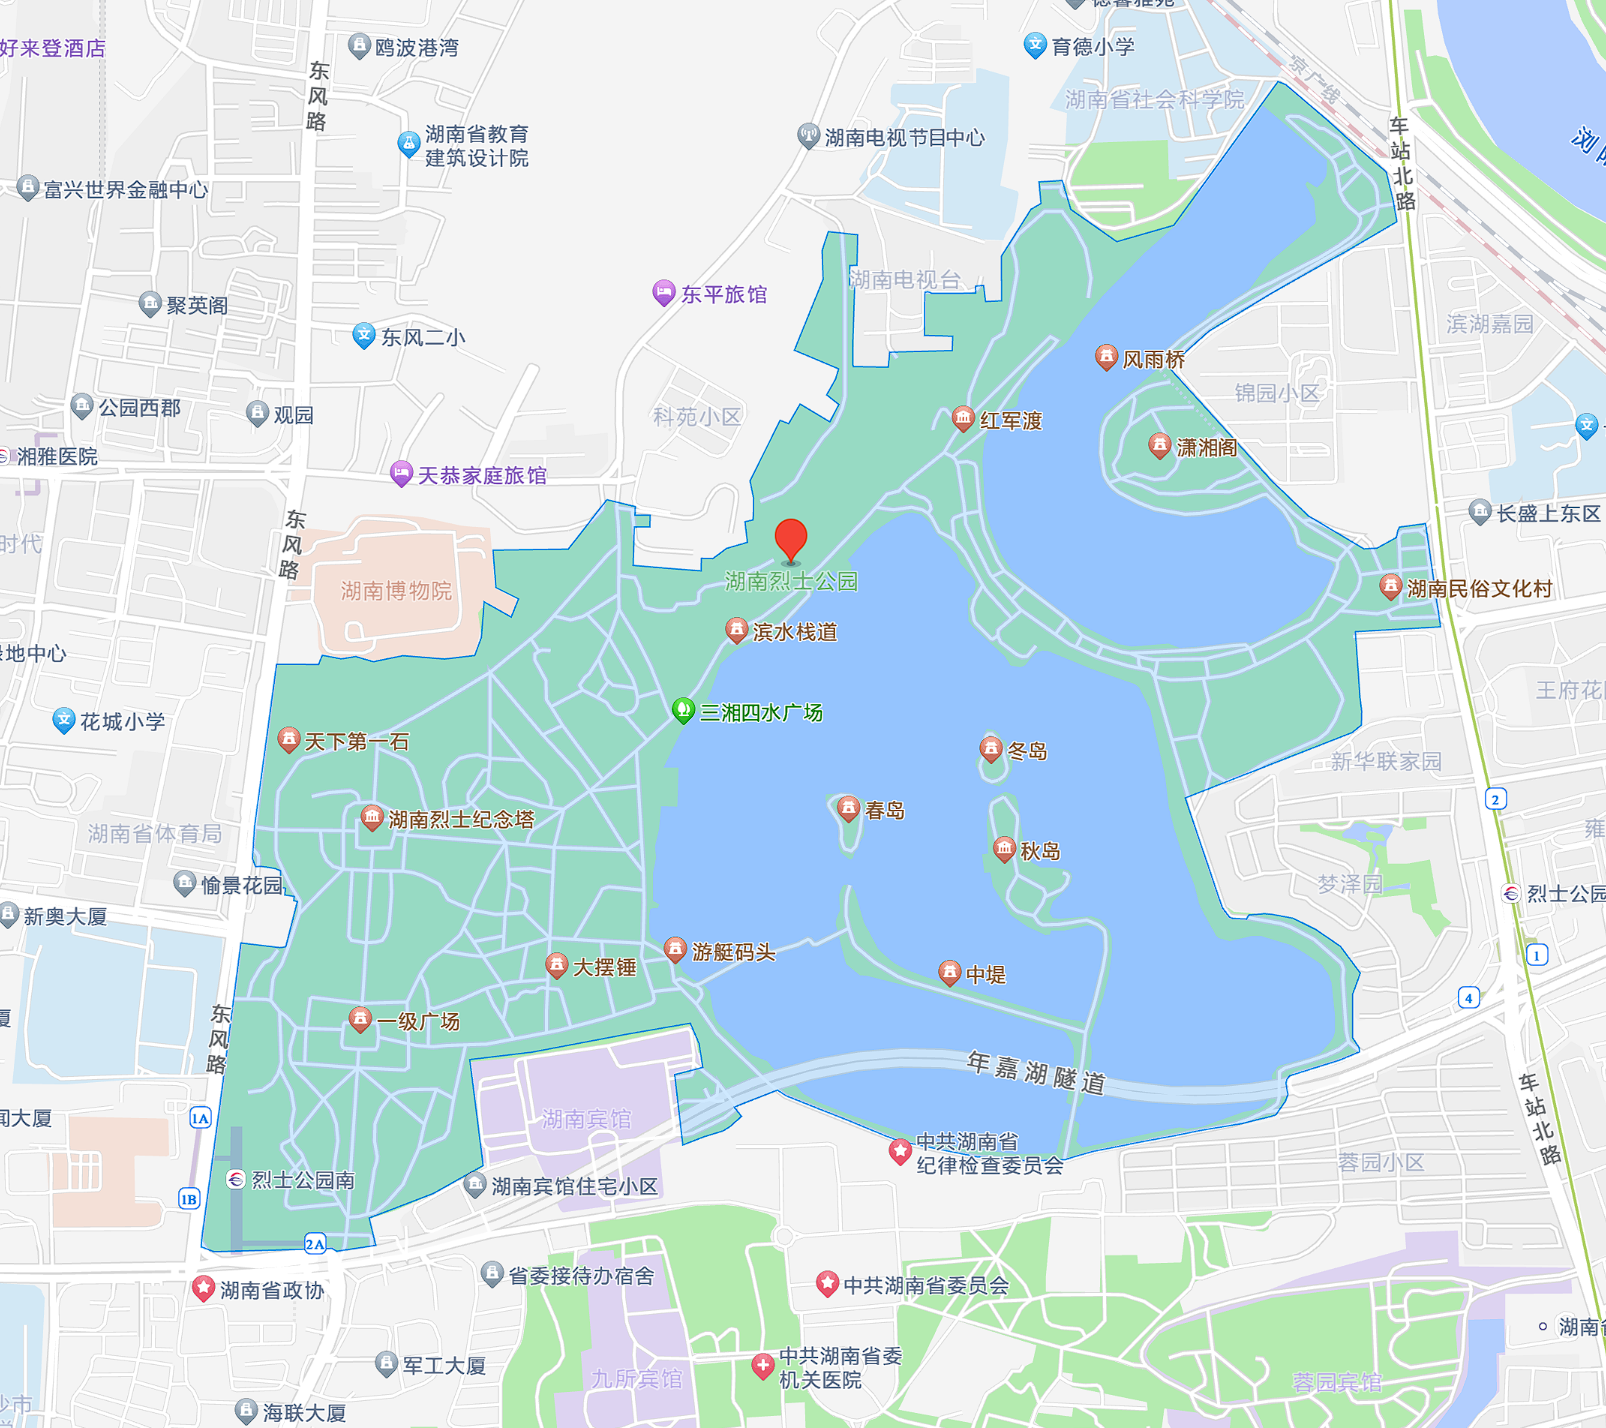 好来登酒店
鸥波港湾
德馨雅苑
育德小学
东风路
京广线
湖南省社会科学院
车站北路
湖南省教育
建筑设计院
湖南电视节目中心
浏
富兴世界金融中心
湖南电视台
东平旅馆
聚英阁
东风二小
滨湖嘉园
风雨桥
锦园小区
公园西郡
观园
科苑小区
红军渡
潇湘阁
湘雅医院
天恭家庭旅馆
长盛上东区
东风路
时代
湖南博物院
湖南烈士公园
湖南民俗文化村
滨水栈道
地中心
王府花
三湘四水广场
花城小学
天下第一石
冬岛
新华联家园
2
春岛
湖南烈士纪念塔
雍
湖南省体育局
秋岛
愉景花园
梦泽园
烈士公园
新奥大厦
游艇码头
1
大摆锤
中堤
4
厦
一级广场
东风路
年嘉湖隧道
车站北路
闻大厦
1A
湖南宾馆
中共湖南省
纪律检查委员会
蓉园小区
烈士公园南
湖南宾馆住宅小区
1B
2A
省委接待办宿舍
湖南省政协
中共湖南省委员会
湖南省
军工大厦
中共湖南省委
机关医院
九所宾馆
蓉园宾馆
沙市
海联大厦